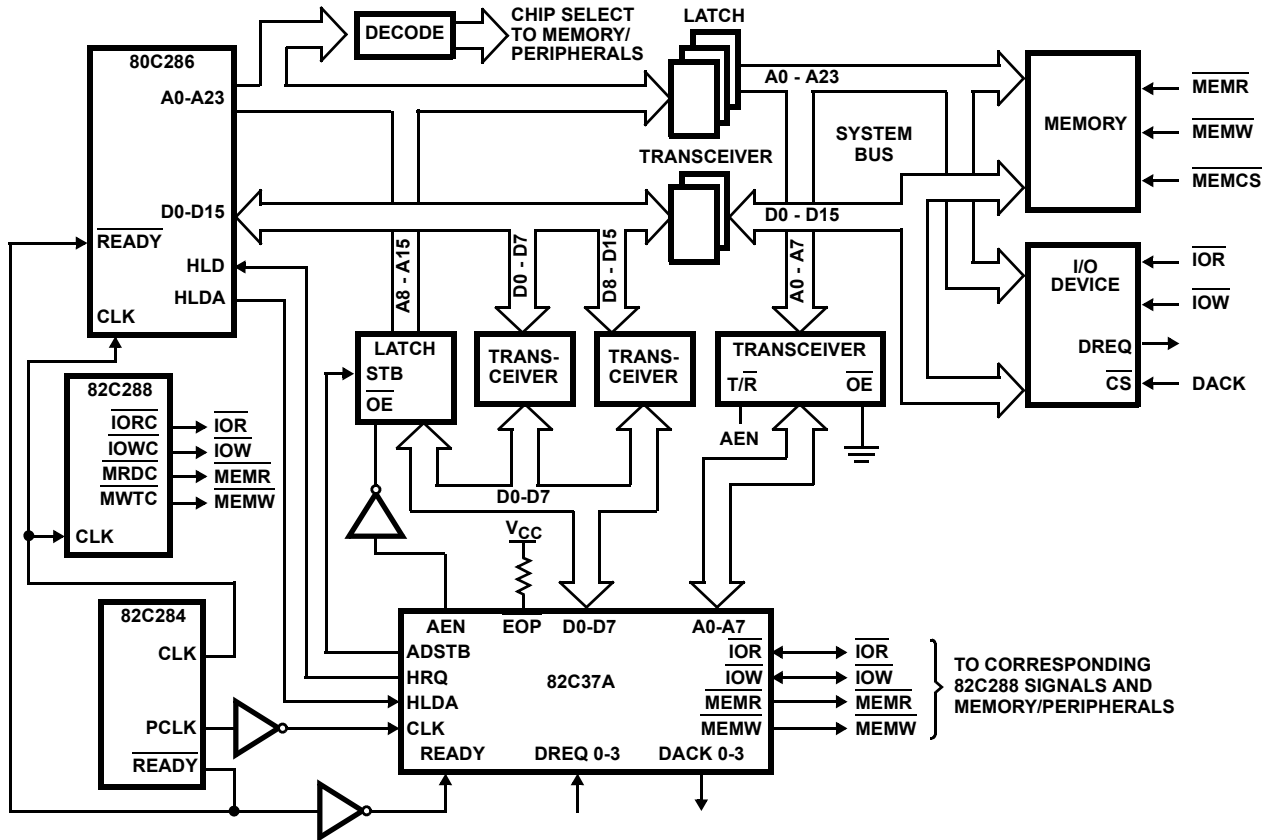 CHIP SELECT
TO MEMORY/
PERIPHERALS
DECODE
LATCH
80C286
A0-A23
D0-D15
READY
HLD
HLDA
CLK
A0 - A23
SYSTEM
BUS
TRANSCEIVER
D0 - D15
MEMORY
MEMR
MEMW
MEMCS
I/O
DEVICE
DREQ
CS
IOR
IOW
DACK
A8 - A15
D0 - D7
D8 - D15
A0 - A7
LATCH
STB
OE
TRANS-
CEIVER
TRANS-
CEIVER
TRANSCEIVER
T/R
OE
AEN
82C288
IORC
IOWC
MRDC
MWTC
CLK
IOR
IOW
MEMR
MEMW
D0-D7
VCC
82C284
CLK
PCLK
READY
AEN
EOP
D0-D7
A0-A7
ADSTB
HRQ
HLDA
CLK
READY
82C37A
DREQ 0-3
DACK 0-3
IOR
IOW
MEMR
MEMW
IOR
IOW
MEMR
MEMW
TO CORRESPONDING
82C288 SIGNALS AND
MEMORY/PERIPHERALS